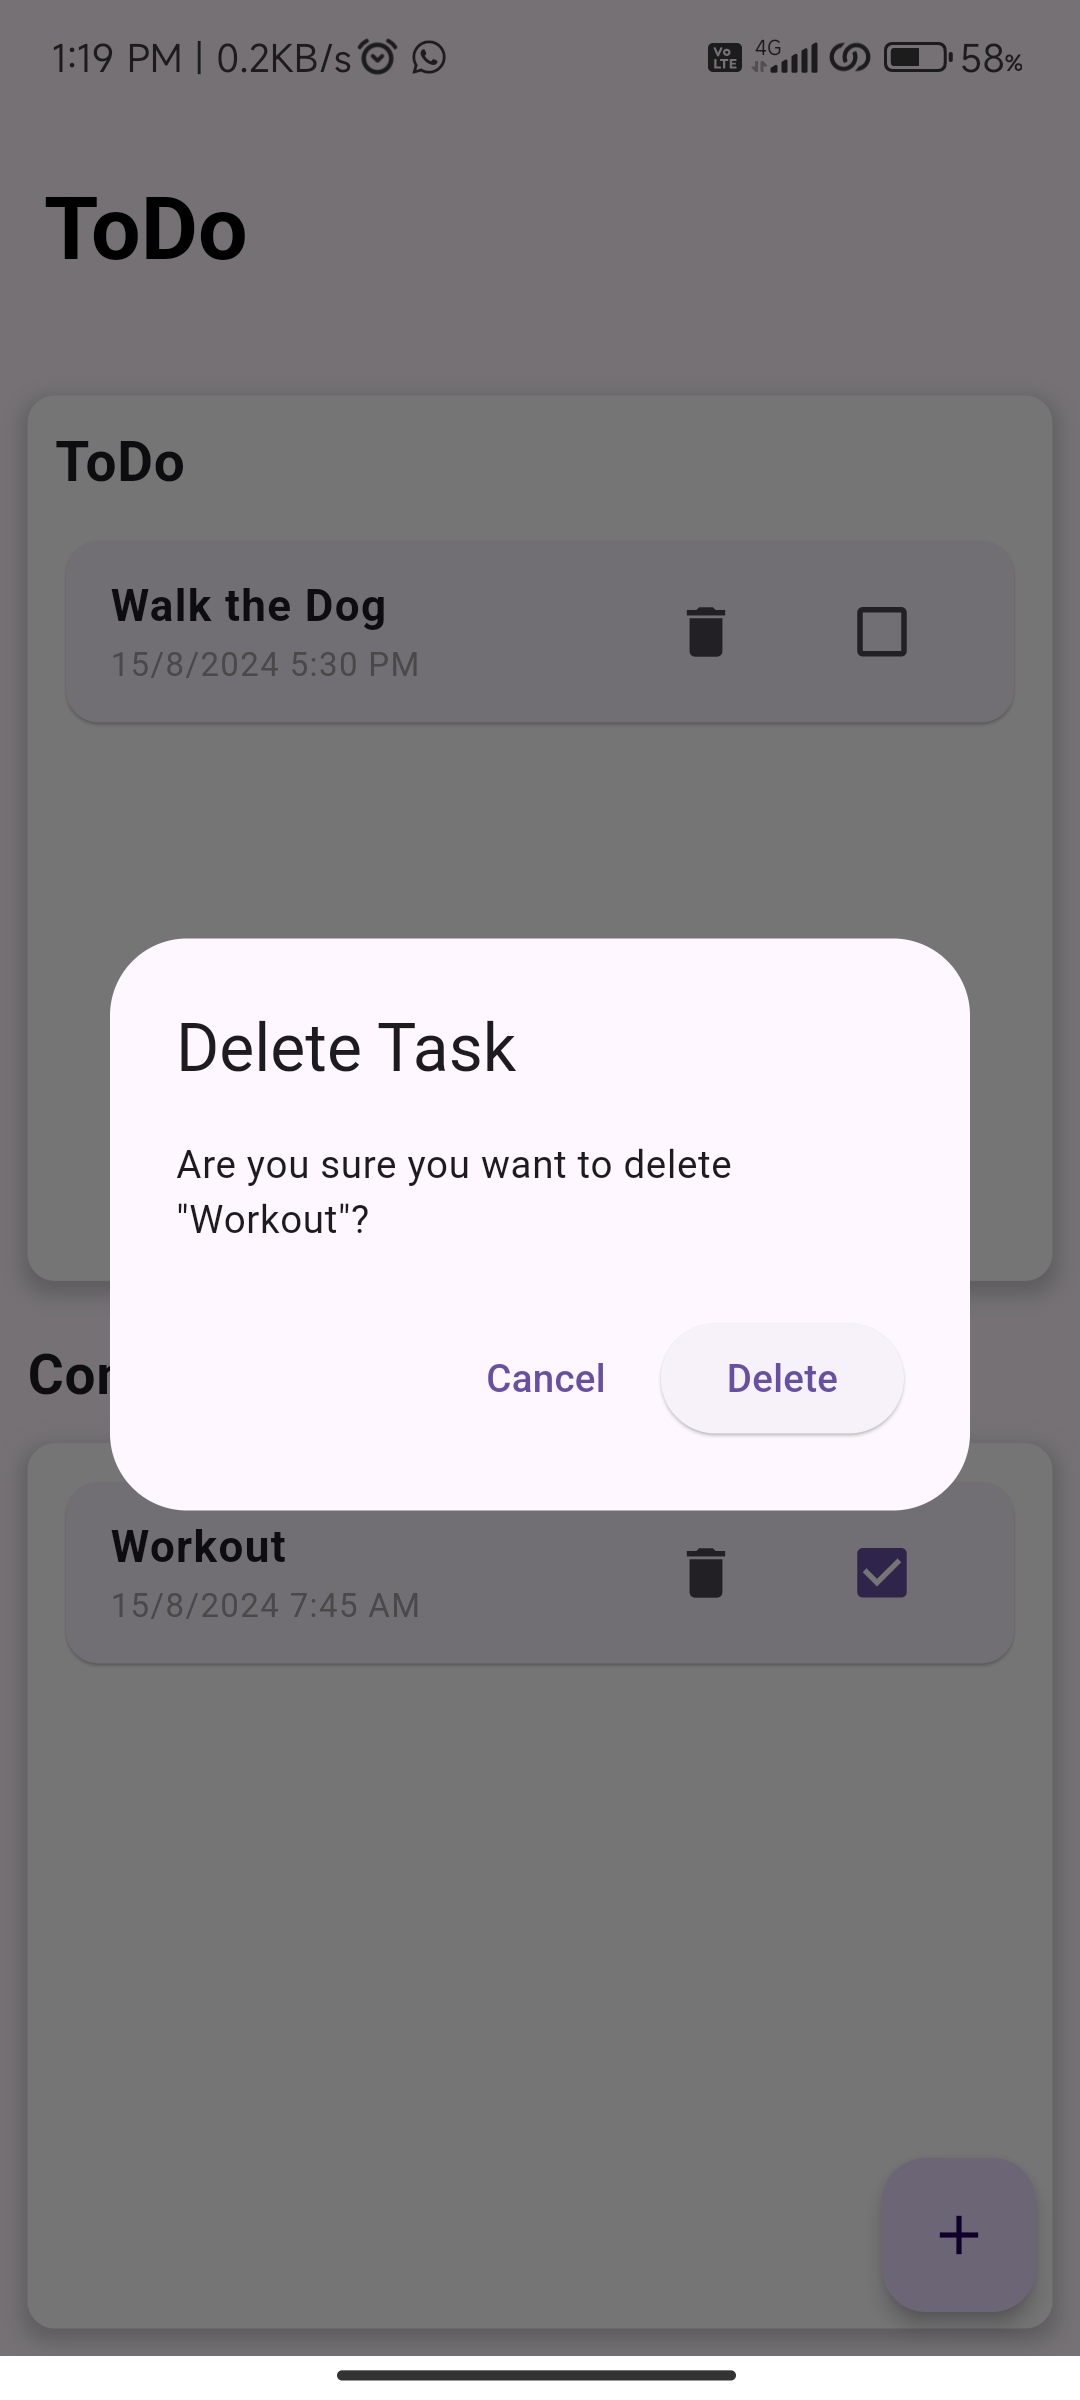 1:19 PM | 0.2KB/s
Vo LTE 4G 58%
ToDo
ToDo
Walk the Dog
15/8/2024 5:30 PM
Delete Task
Are you sure you want to delete
"Workout"?
Cancel Delete
Workout
15/8/2024 7:45 AM